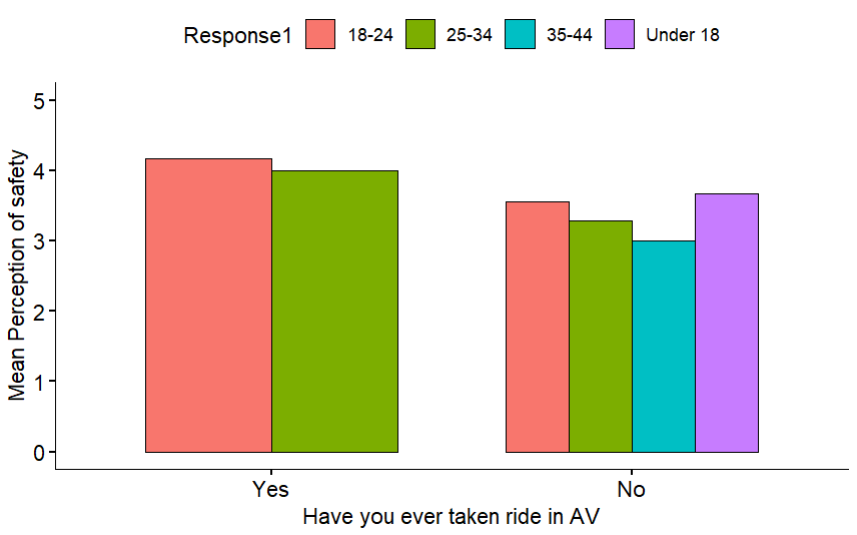 Response1 18-24 25-34 35-44 Under 18
Mean Perception of safety
5
4
3
2
1
0
Yes No
Have you ever taken ride in AV